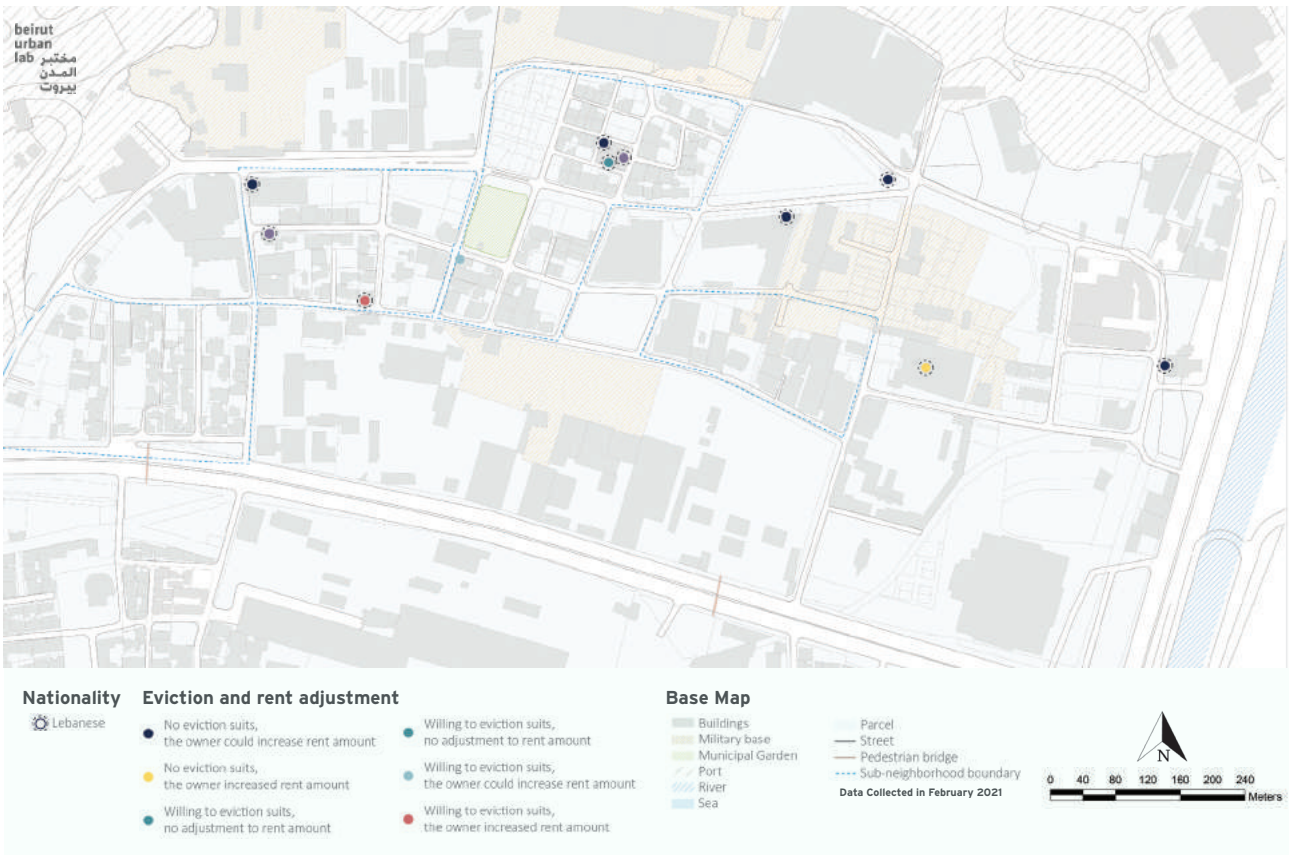 beirut
urban
lab مختبر
المدن
بيروت
Nationality
Lebanese
Eviction and rent adjustment
No eviction suits,
the owner could increase rent amount
No eviction suits,
the owner increased rent amount
Willing to eviction suits,
no adjustment to rent amount
Willing to eviction suits,
no adjustment to rent amount
Willing to eviction suits,
the owner could increase rent amount
Willing to eviction suits,
the owner increased rent amount
Base Map
Buildings
Military base
Municipal Garden
Port
River
Sea
Parcel
Street
Pedestrian bridge
Sub-neighborhood boundary
Data Collected in February 2021
N
0 40 80 120 160 200 240
Meters